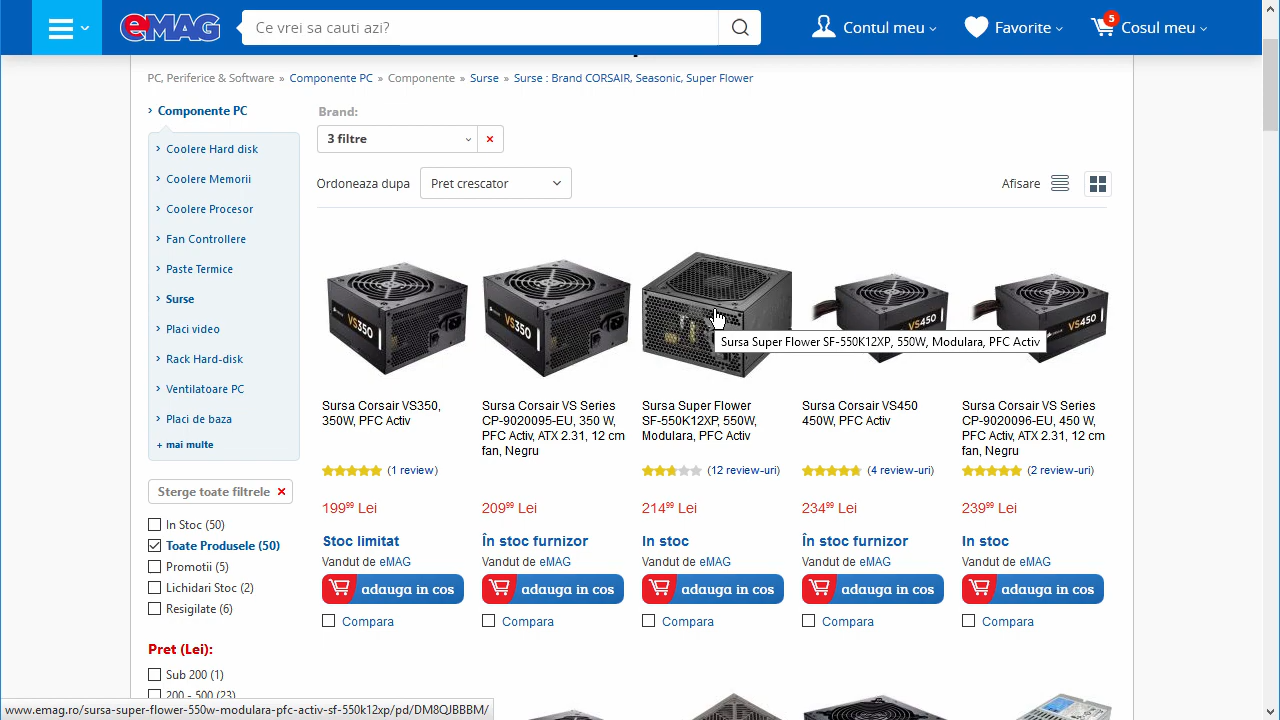 eMAG
Ce vrei sa cauti azi?
Contul meu
Favorite
5
Cosul meu
PC, Periferice & Software » Componente PC » Componente » Surse » Surse : Brand CORSAIR, Seasonic, Super Flower
Componente PC
Coolere Hard disk
Coolere Memorii
Coolere Procesor
Fan Controllere
Paste Termice
Surse
Placi video
Rack Hard-disk
Ventilatoare PC
Placi de baza
+ mai multe
Sterge toate filtrele ×
In Stoc (50)
Toate Produsele (50)
Promotii (5)
Lichidari Stoc (2)
Resigilate (6)
Pret (Lei):
Sub 200 (1)
200 - 500 (23)
Brand:
3 filtre ×
Ordoneaza dupa Pret crescator
Afisare
VS350
VS350
VS450
VS450
Sursa Super Flower SF-550K12XP, 550W, Modulara, PFC Activ
Sursa Corsair VS350,
350W, PFC Activ
(1 review)
199⁹⁹ Lei
Stoc limitat
Vandut de eMAG
adauga in cos
Compara
Sursa Corsair VS Series
CP-9020095-EU, 350 W,
PFC Activ, ATX 2.31, 12 cm
fan, Negru
209⁹⁹ Lei
În stoc furnizor
Vandut de eMAG
adauga in cos
Compara
Sursa Super Flower
SF-550K12XP, 550W,
Modulara, PFC Activ
(12 review-uri)
214⁹⁹ Lei
In stoc
Vandut de eMAG
adauga in cos
Compara
Sursa Corsair VS450
450W, PFC Activ
(4 review-uri)
234⁹⁹ Lei
În stoc furnizor
Vandut de eMAG
adauga in cos
Compara
Sursa Corsair VS Series
CP-9020096-EU, 450 W,
PFC Activ, ATX 2.31, 12 cm
fan, Negru
(2 review-uri)
239⁹⁹ Lei
In stoc
Vandut de eMAG
adauga in cos
Compara
www.emag.ro/sursa-super-flower-550w-modulara-pfc-activ-sf-550k12xp/pd/DM8QJBBBM/